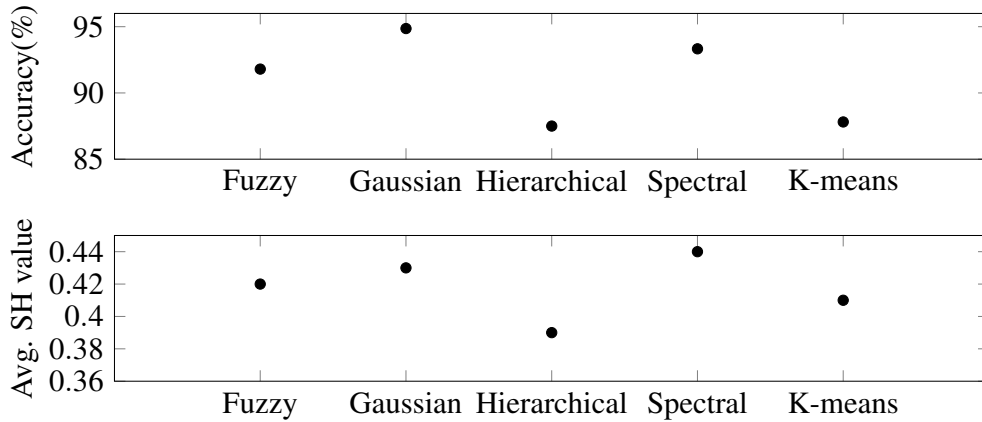 Accuracy(%)
95
90
85
Fuzzy Gaussian Hierarchical Spectral K-means
Avg. SH value
0.44
0.42
0.4
0.38
0.36
Fuzzy Gaussian Hierarchical Spectral K-means